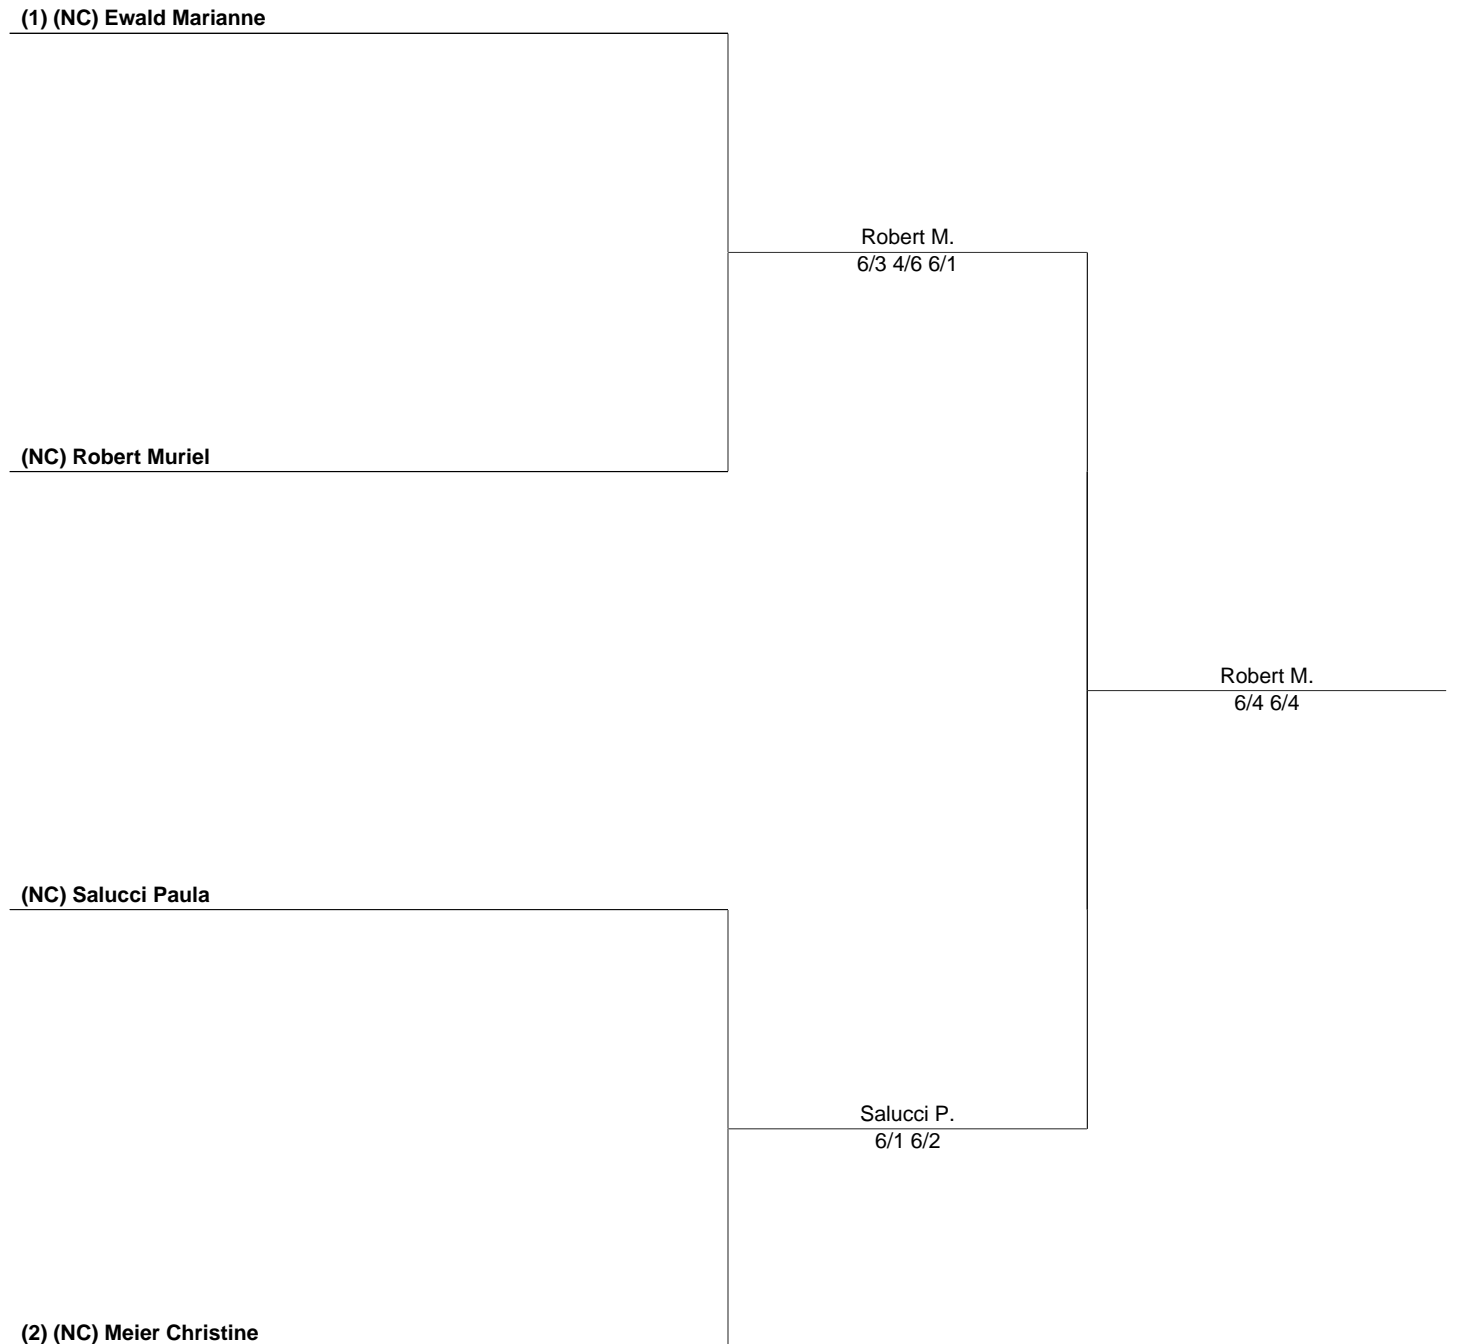 (1) (NC) Ewald Marianne
Robert M.
6/3 4/6 6/1
(NC) Robert Muriel
Robert M.
6/4 6/4
(NC) Salucci Paula
Salucci P.
6/1 6/2
(2) (NC) Meier Christine